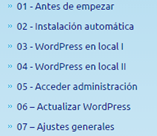 » 01 - Antes de empezar
» 02 - Instalación automática
» 03 - WordPress en local I
» 04 - WordPress en local II
» 05 - Acceder administración
» 06 – Actualizar WordPress
» 07 – Ajustes generales